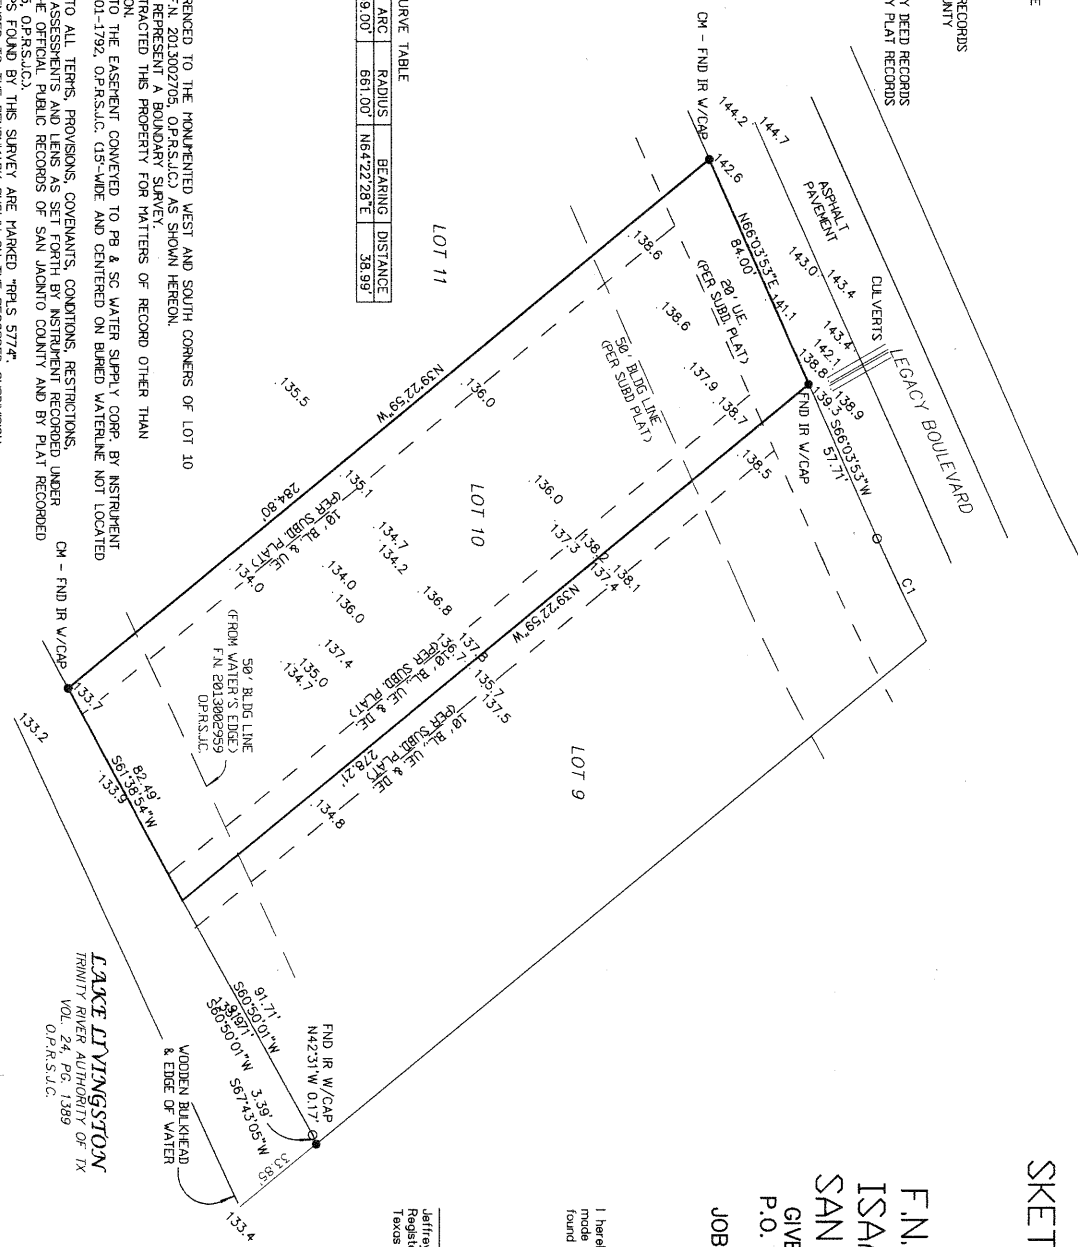 RECORDS
NTY
Y DEED RECORDS
Y PLAT RECORDS
CM - FND IR W/CAP
144.2
144.7
ASPHALT
PAVEMENT
143.0
143.4
CULVERTS
LEGACY BOULEVARD
142.6
N66°03'53"E
84.00'
141.1
143.4
142.1
138.8
138.9
139.3
S66°03'53"W
57.71'
FND IR W/CAP
C1
20' U.E.
(PER SUBD. PLAT)
50' BLDG LINE
(PER SUBD PLAT)
138.6
138.6
137.9
138.7
138.5
URVE TABLE
ARC
RADIUS
BEARING
DISTANCE
9.00'
661.00'
N64°22'28"E
38.99'
LOT 11
135.5
N39°22'59"W
284.80'
136.0
135.1
10' B.L. & U.E.
(PER SUBD. PLAT)
134.0
LOT 10
136.0
137.3
138.2
138.1
137.4
N39°22'59"W
134.7
134.2
134.0
136.0
136.8
137.4
135.0
134.7
137.8
136.7
10' B.L., U.E. & D.E.
(PER SUBD. PLAT)
135.7
137.5
10' B.L., U.E. & D.E.
(PER SUBD. PLAT)
278.21'
134.8
LOT 9
50' BLDG LINE
(FROM WATER'S EDGE)
F.N. 2013002959
O.P.R.S.J.C.
RENCED TO THE MONUMENTED WEST AND SOUTH CORNERS OF LOT 10
F.N. 2013002705, O.P.R.S.J.C.) AS SHOWN HEREON.
REPRESENT A BOUNDARY SURVEY.
TRACTED THIS PROPERTY FOR MATTERS OF RECORD OTHER THAN
ON.
TO THE EASEMENT CONVEYED TO PB & SC WATER SUPPLY CORP. BY INSTRUMENT
01-1792, O.P.R.S.J.C. (15'-WIDE AND CENTERED ON BURIED WATERLINE NOT LOCATED
TO ALL TERMS, PROVISIONS, COVENANTS, CONDITIONS, RESTRICTIONS,
ASSESSMENTS AND LIENS AS SET FORTH BY INSTRUMENT RECORDED UNDER
HE OFFICIAL PUBLIC RECORDS OF SAN JACINTO COUNTY AND BY PLAT RECORDED
5, O.P.R.S.J.C.).
PS FOUND BY THIS SURVEY ARE MARKED "RPLS 5774".
CM - FND IR W/CAP
133.7
133.2
82.49'
S61°38'54"W
133.9
91.71'
S60°50'01"W
S60°50'01"W
FND IR W/CAP
N42°31'W 0.17'
3.39'
S67°43'05"W
33.85'
133.4
WOODEN BULKHEAD
& EDGE OF WATER
LAKE LIVINGSTON
TRINITY RIVER AUTHORITY OF TX
VOL. 24, PG. 1389
O.P.R.S.J.C.
SKET
F.N.
ISA
SAN
GIVE
P.O.
JOB
I hereb
made
found
Jeffrey
Registe
Texas